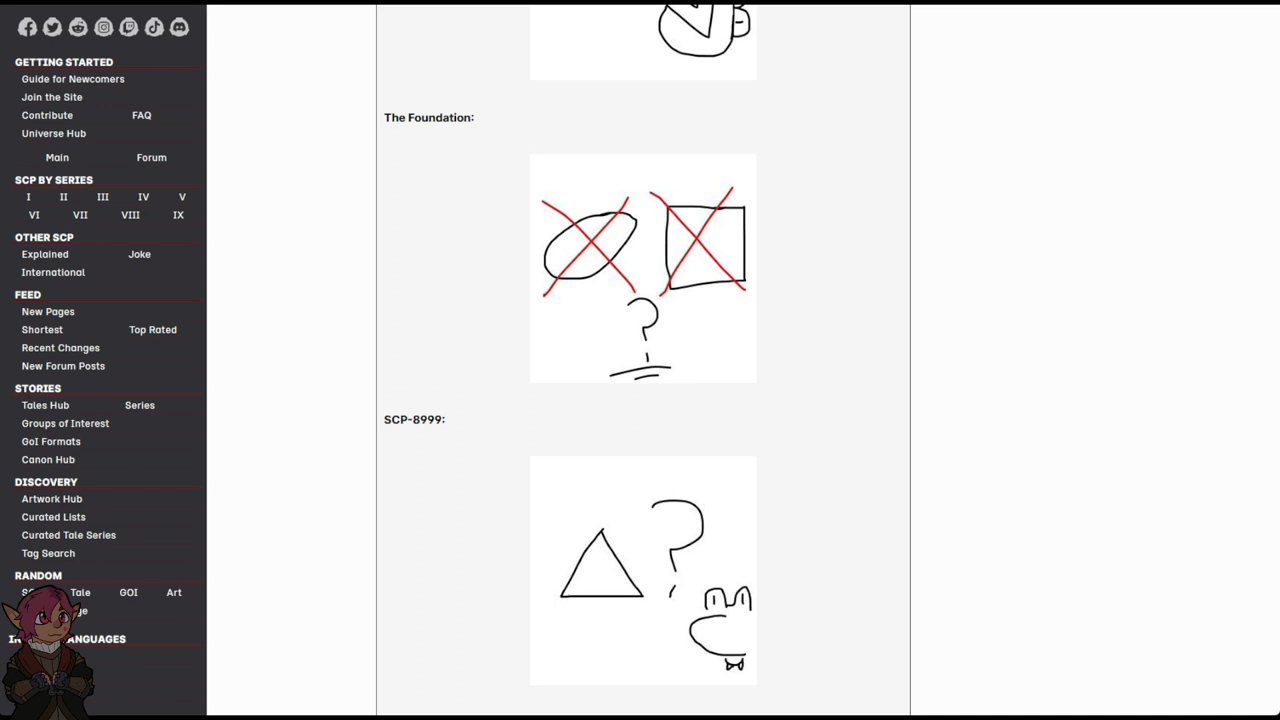 GETTING STARTED
Guide for Newcomers
Join the Site
Contribute FAQ
Universe Hub
Main Forum
SCP BY SERIES
I II III IV V
VI VII VIII IX
OTHER SCP
Explained Joke
International
FEED
New Pages
Shortest Top Rated
Recent Changes
New Forum Posts
STORIES
Tales Hub Series
Groups of Interest
GoI Formats
Canon Hub
DISCOVERY
Artwork Hub
Curated Lists
Curated Tale Series
Tag Search
RANDOM
Tale GOI Art
The Foundation:
?
SCP-8999:
?